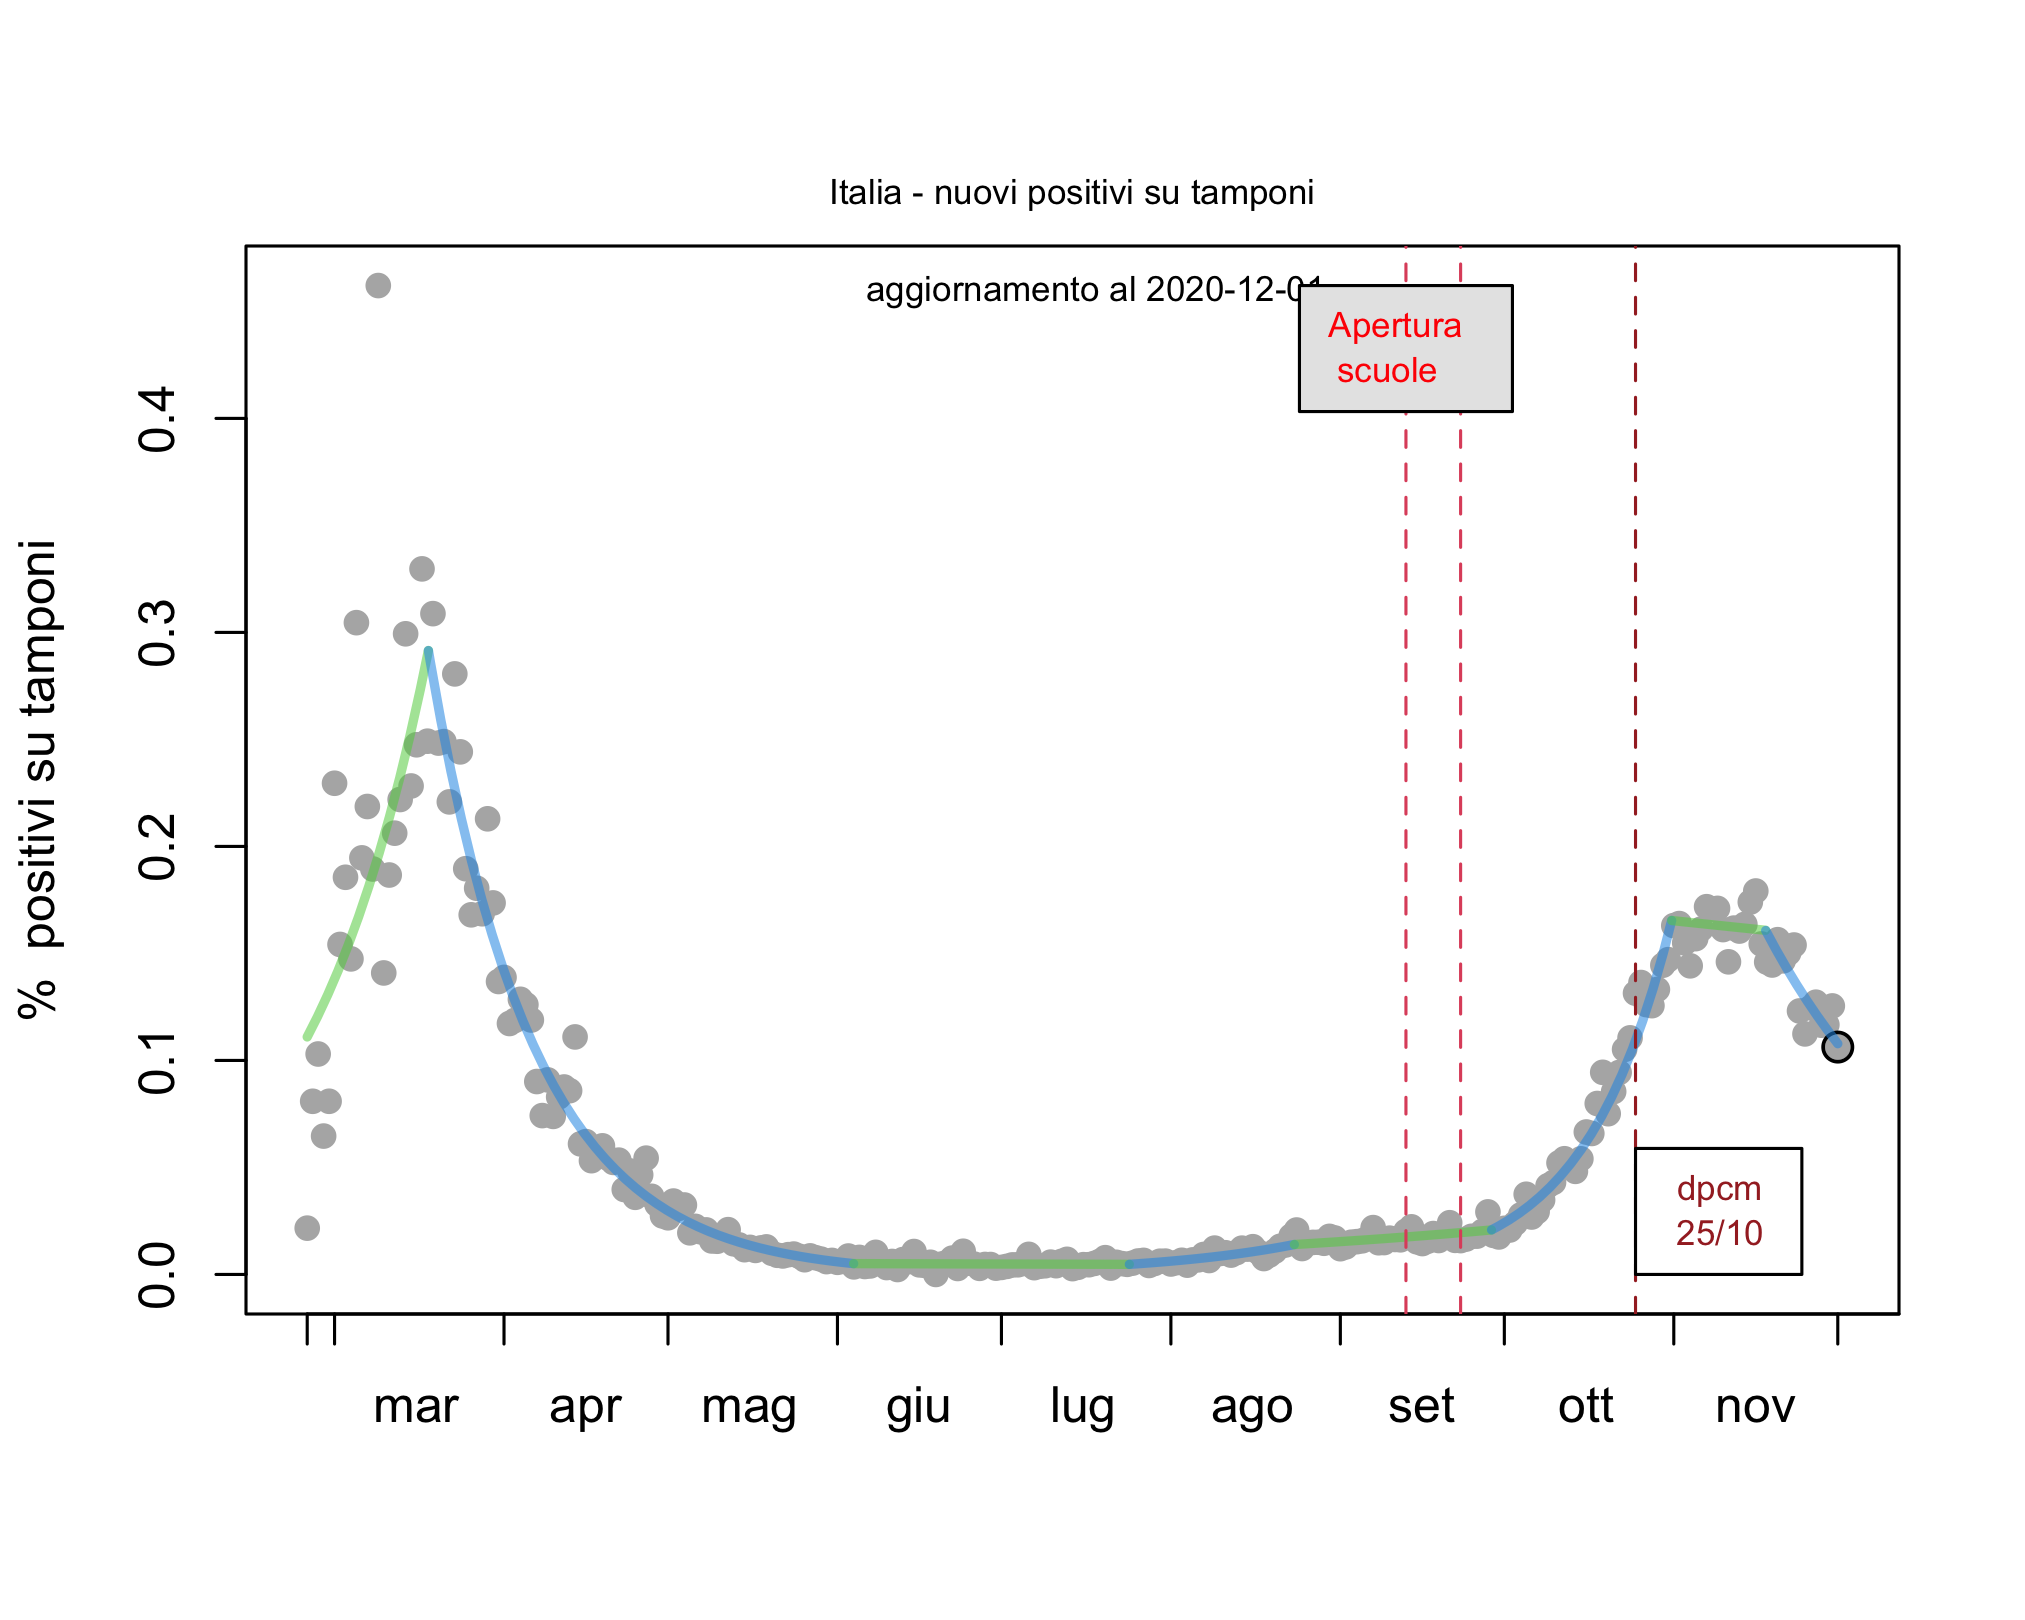 Italia - nuovi positivi su tamponi
aggiornamento al 2020-12-01
Apertura
scuole
% positivi su tamponi
0.4
0.3
0.2
0.1
0.0
dpcm
25/10
mar apr mag giu lug ago set ott nov